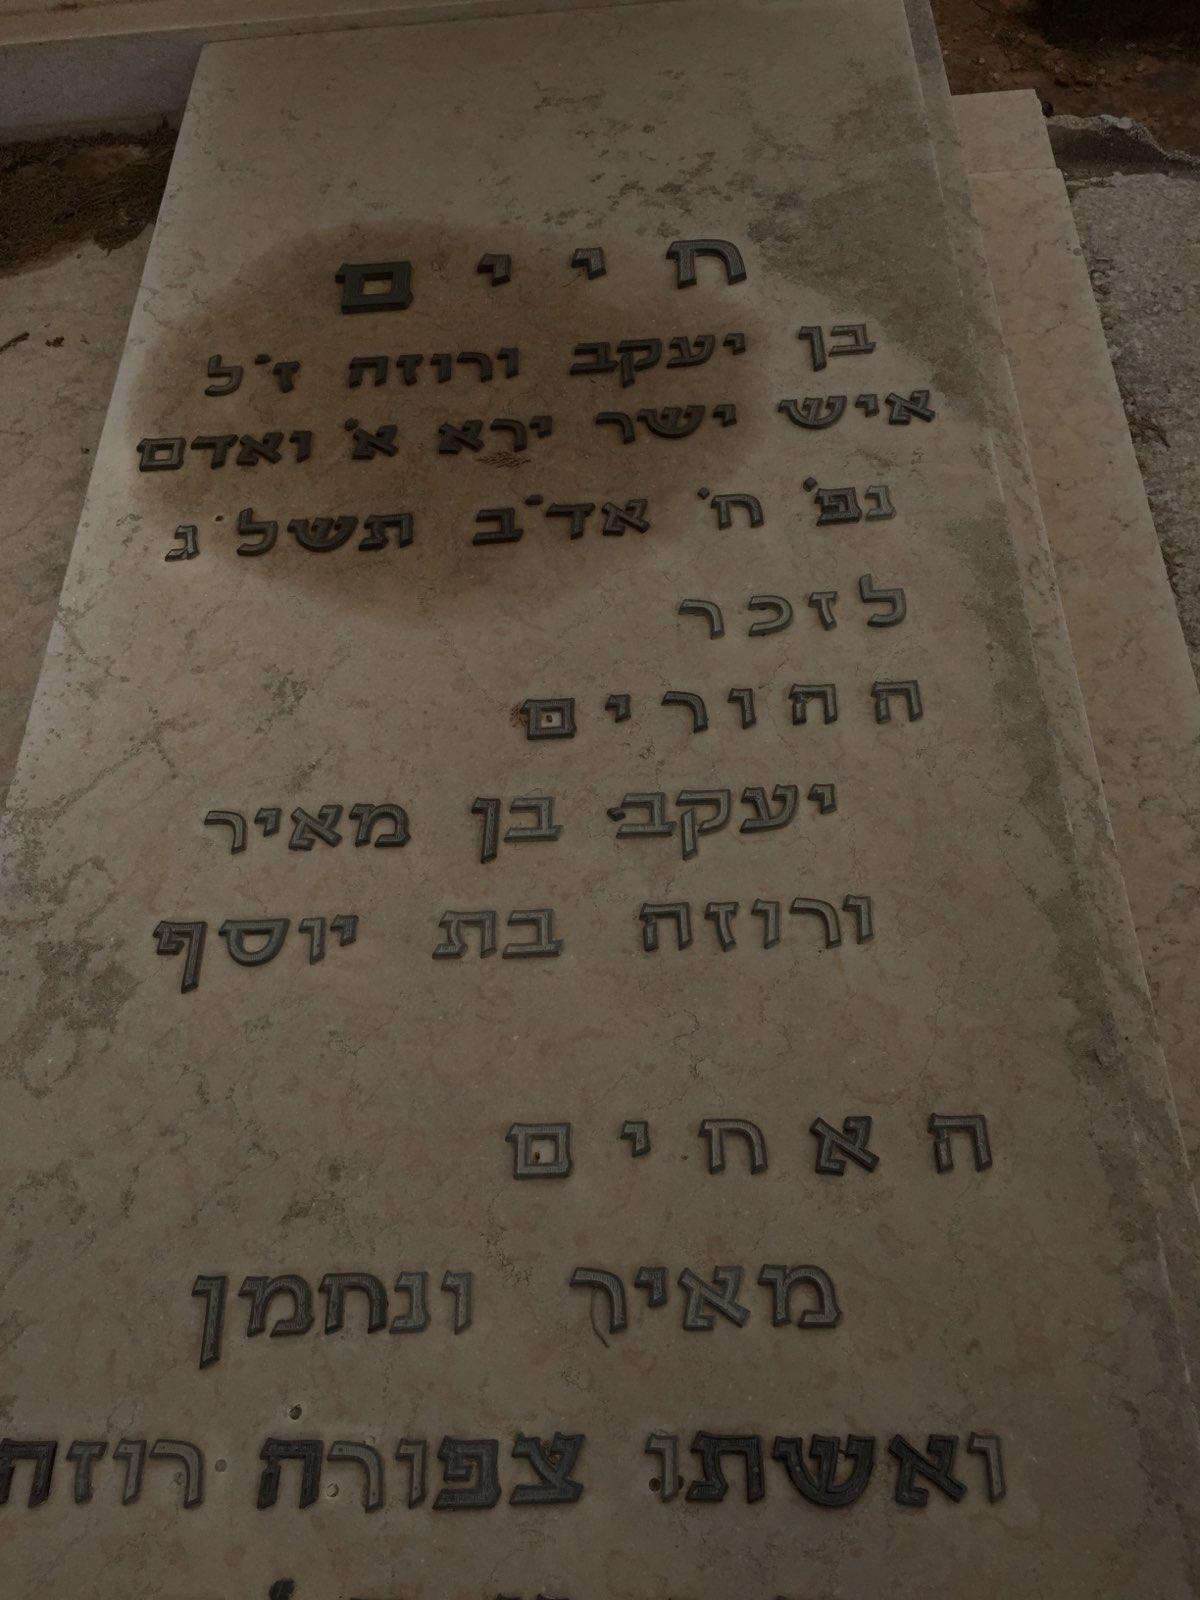 חיים
בן יעקב ורוזה ז״ל
איש ישר ירא א׳ ואדם
נפ׳ ח׳ אד״ב תשל״ג
לזכר
ההורים
יעקב בן מאיר
ורוזה בת יוסף
האחים
מאיר ונחמן
ואשתו צפורה רוזה